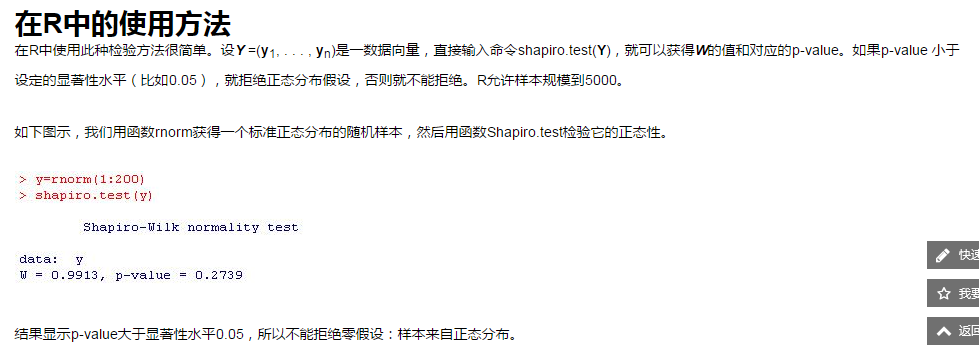 在R中的使用方法
在R中使用此种检验方法很简单。设Y =(y1, . . . , yn)是一数据向量，直接输入命令shapiro.test(Y)，就可以获得W的值和对应的p-value。如果p-value 小于
设定的显著性水平（比如0.05），就拒绝正态分布假设，否则就不能拒绝。R允许样本规模到5000。
如下图示，我们用函数rnorm获得一个标准正态分布的随机样本，然后用函数Shapiro.test检验它的正态性。
> y=rnorm(1:200)
> shapiro.test(y)
Shapiro-Wilk normality test
data:  y
W = 0.9913, p-value = 0.2739
快速
我要
返回
结果显示p-value大于显著性水平0.05，所以不能拒绝零假设：样本来自正态分布。